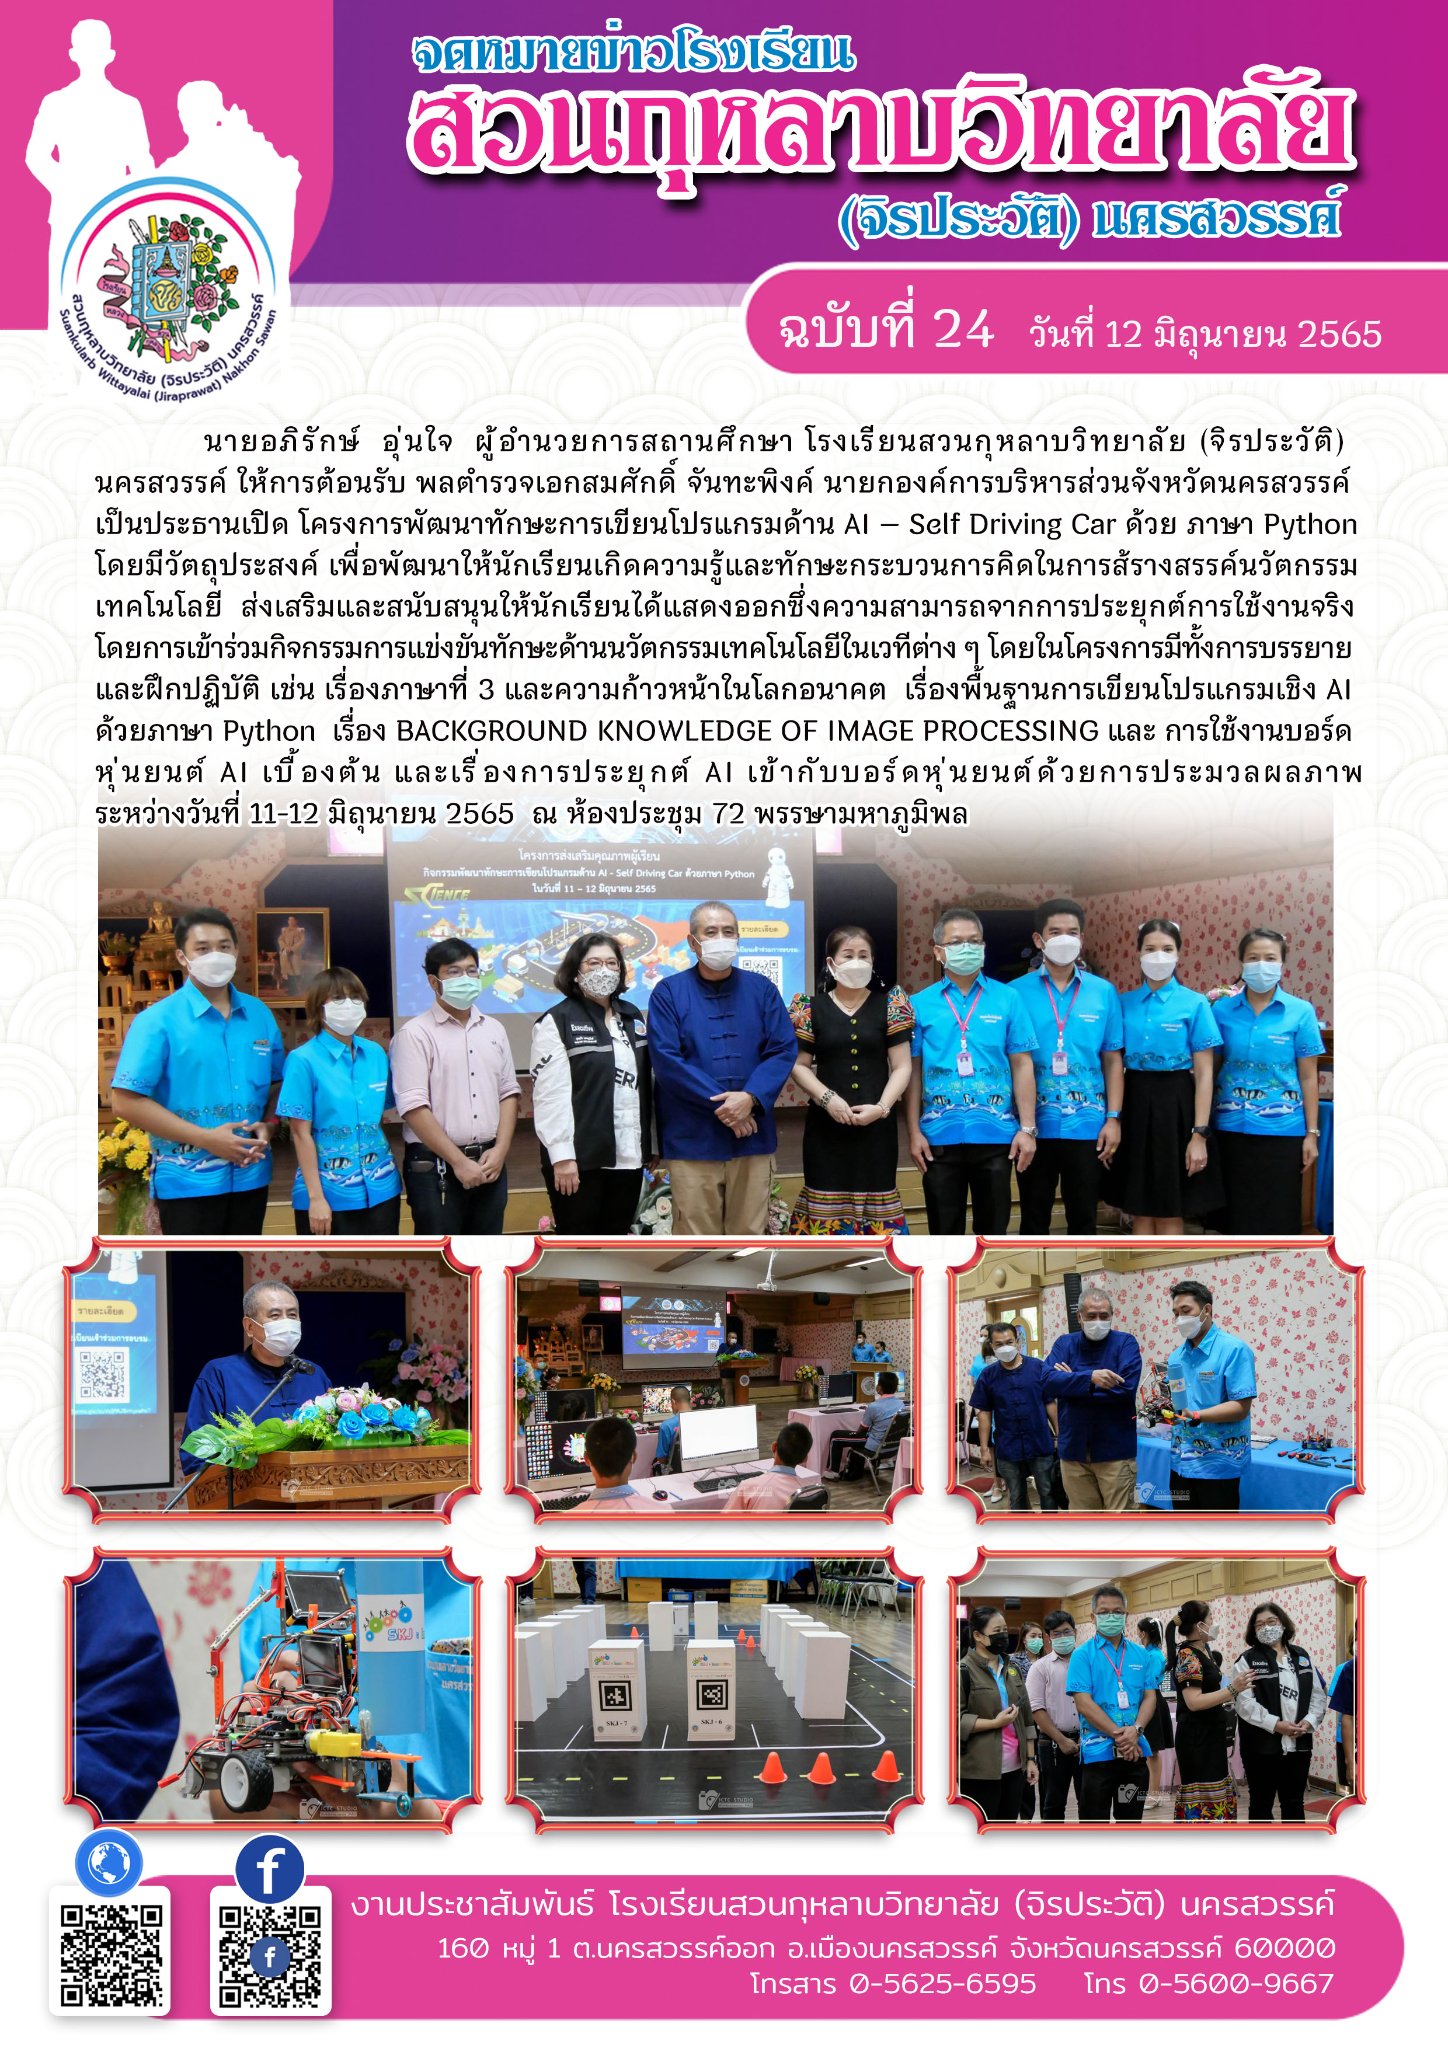 จดหมายข่าวโรงเรียน
สวนกุหลาบวิทยาลัย
(จิรประวัติ) นครสวรรค์
โรงเรียน
หลวง
สวนกุหลาบวิทยาลัย (จิรประวัติ) นครสวรรค์
Suankularb Wittayalai (Jiraprawat) Nakhon Sawan
ฉบับที่ 24 วันที่ 12 มิถุนายน 2565
นายอภิรักษ์ อุ่นใจ ผู้อำนวยการสถานศึกษา โรงเรียนสวนกุหลาบวิทยาลัย (จิรประวัติ)
นครสวรรค์ ให้การต้อนรับ พลตำรวจเอกสมศักดิ์ จันทะพิงค์ นายกองค์การบริหารส่วนจังหวัดนครสวรรค์
เป็นประธานเปิด โครงการพัฒนาทักษะการเขียนโปรแกรมด้าน AI – Self Driving Car ด้วย ภาษา Python
โดยมีวัตถุประสงค์ เพื่อพัฒนาให้นักเรียนเกิดความรู้และทักษะกระบวนการคิดในการส้รางสรรค์นวัตกรรม
เทคโนโลยี ส่งเสริมและสนับสนุนให้นักเรียนได้แสดงออกซึ่งความสามารถจากการประยุกต์การใช้งานจริง
โดยการเข้าร่วมกิจกรรมการแข่งขันทักษะด้านนวัตกรรมเทคโนโลยีในเวทีต่าง ๆ โดยในโครงการมีทั้งการบรรยาย
และฝึกปฏิบัติ เช่น เรื่องภาษาที่ 3 และความก้าวหน้าในโลกอนาคต เรื่องพื้นฐานการเขียนโปรแกรมเชิง AI
ด้วยภาษา Python เรื่อง BACKGROUND KNOWLEDGE OF IMAGE PROCESSING และ การใช้งานบอร์ด
หุ่นยนต์ AI เบื้องต้น และเรื่องการประยุกต์ AI เข้ากับบอร์ดหุ่นยนต์ด้วยการประมวลผลภาพ
ระหว่างวันที่ 11-12 มิถุนายน 2565 ณ ห้องประชุม 72 พรรษามหาภูมิพล
โครงการส่งเสริมคุณภาพผู้เรียน
กิจกรรมพัฒนาทักษะการเขียนโปรแกรมด้าน AI - Self Driving Car ด้วยภาษา Python
ในวันที่ 11 – 12 มิถุนายน 2565
SCIENCE
รายละเอียด
EXECUTIVE
รายละเอียด
ICTC STUDIO
ICTC STUDIO
ICTC STUDIO
SKJ
ICTC STUDIO
SKJ - 7
SKJ - 6
ICTC STUDIO
ICTC STUDIO
งานประชาสัมพันธ์ โรงเรียนสวนกุหลาบวิทยาลัย (จิรประวัติ) นครสวรรค์
160 หมู่ 1 ต.นครสวรรค์ออก อ.เมืองนครสวรรค์ จังหวัดนครสวรรค์ 60000
โทรสาร 0-5625-6595 โทร 0-5600-9667